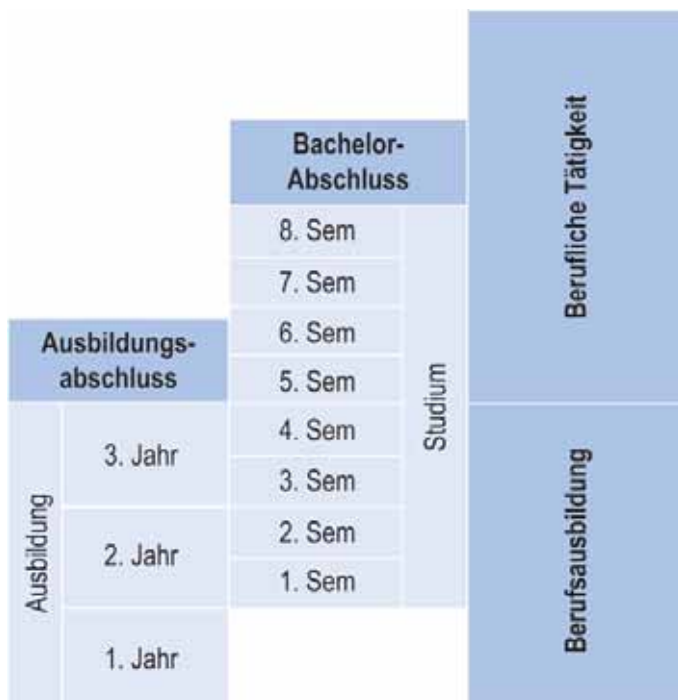 Bachelor-
Abschluss
8. Sem
7. Sem
6. Sem
5. Sem
4. Sem
3. Sem
2. Sem
1. Sem
Studium
Ausbildungs-
abschluss
Ausbildung
3. Jahr
2. Jahr
1. Jahr
Berufliche Tätigkeit
Berufsausbildung